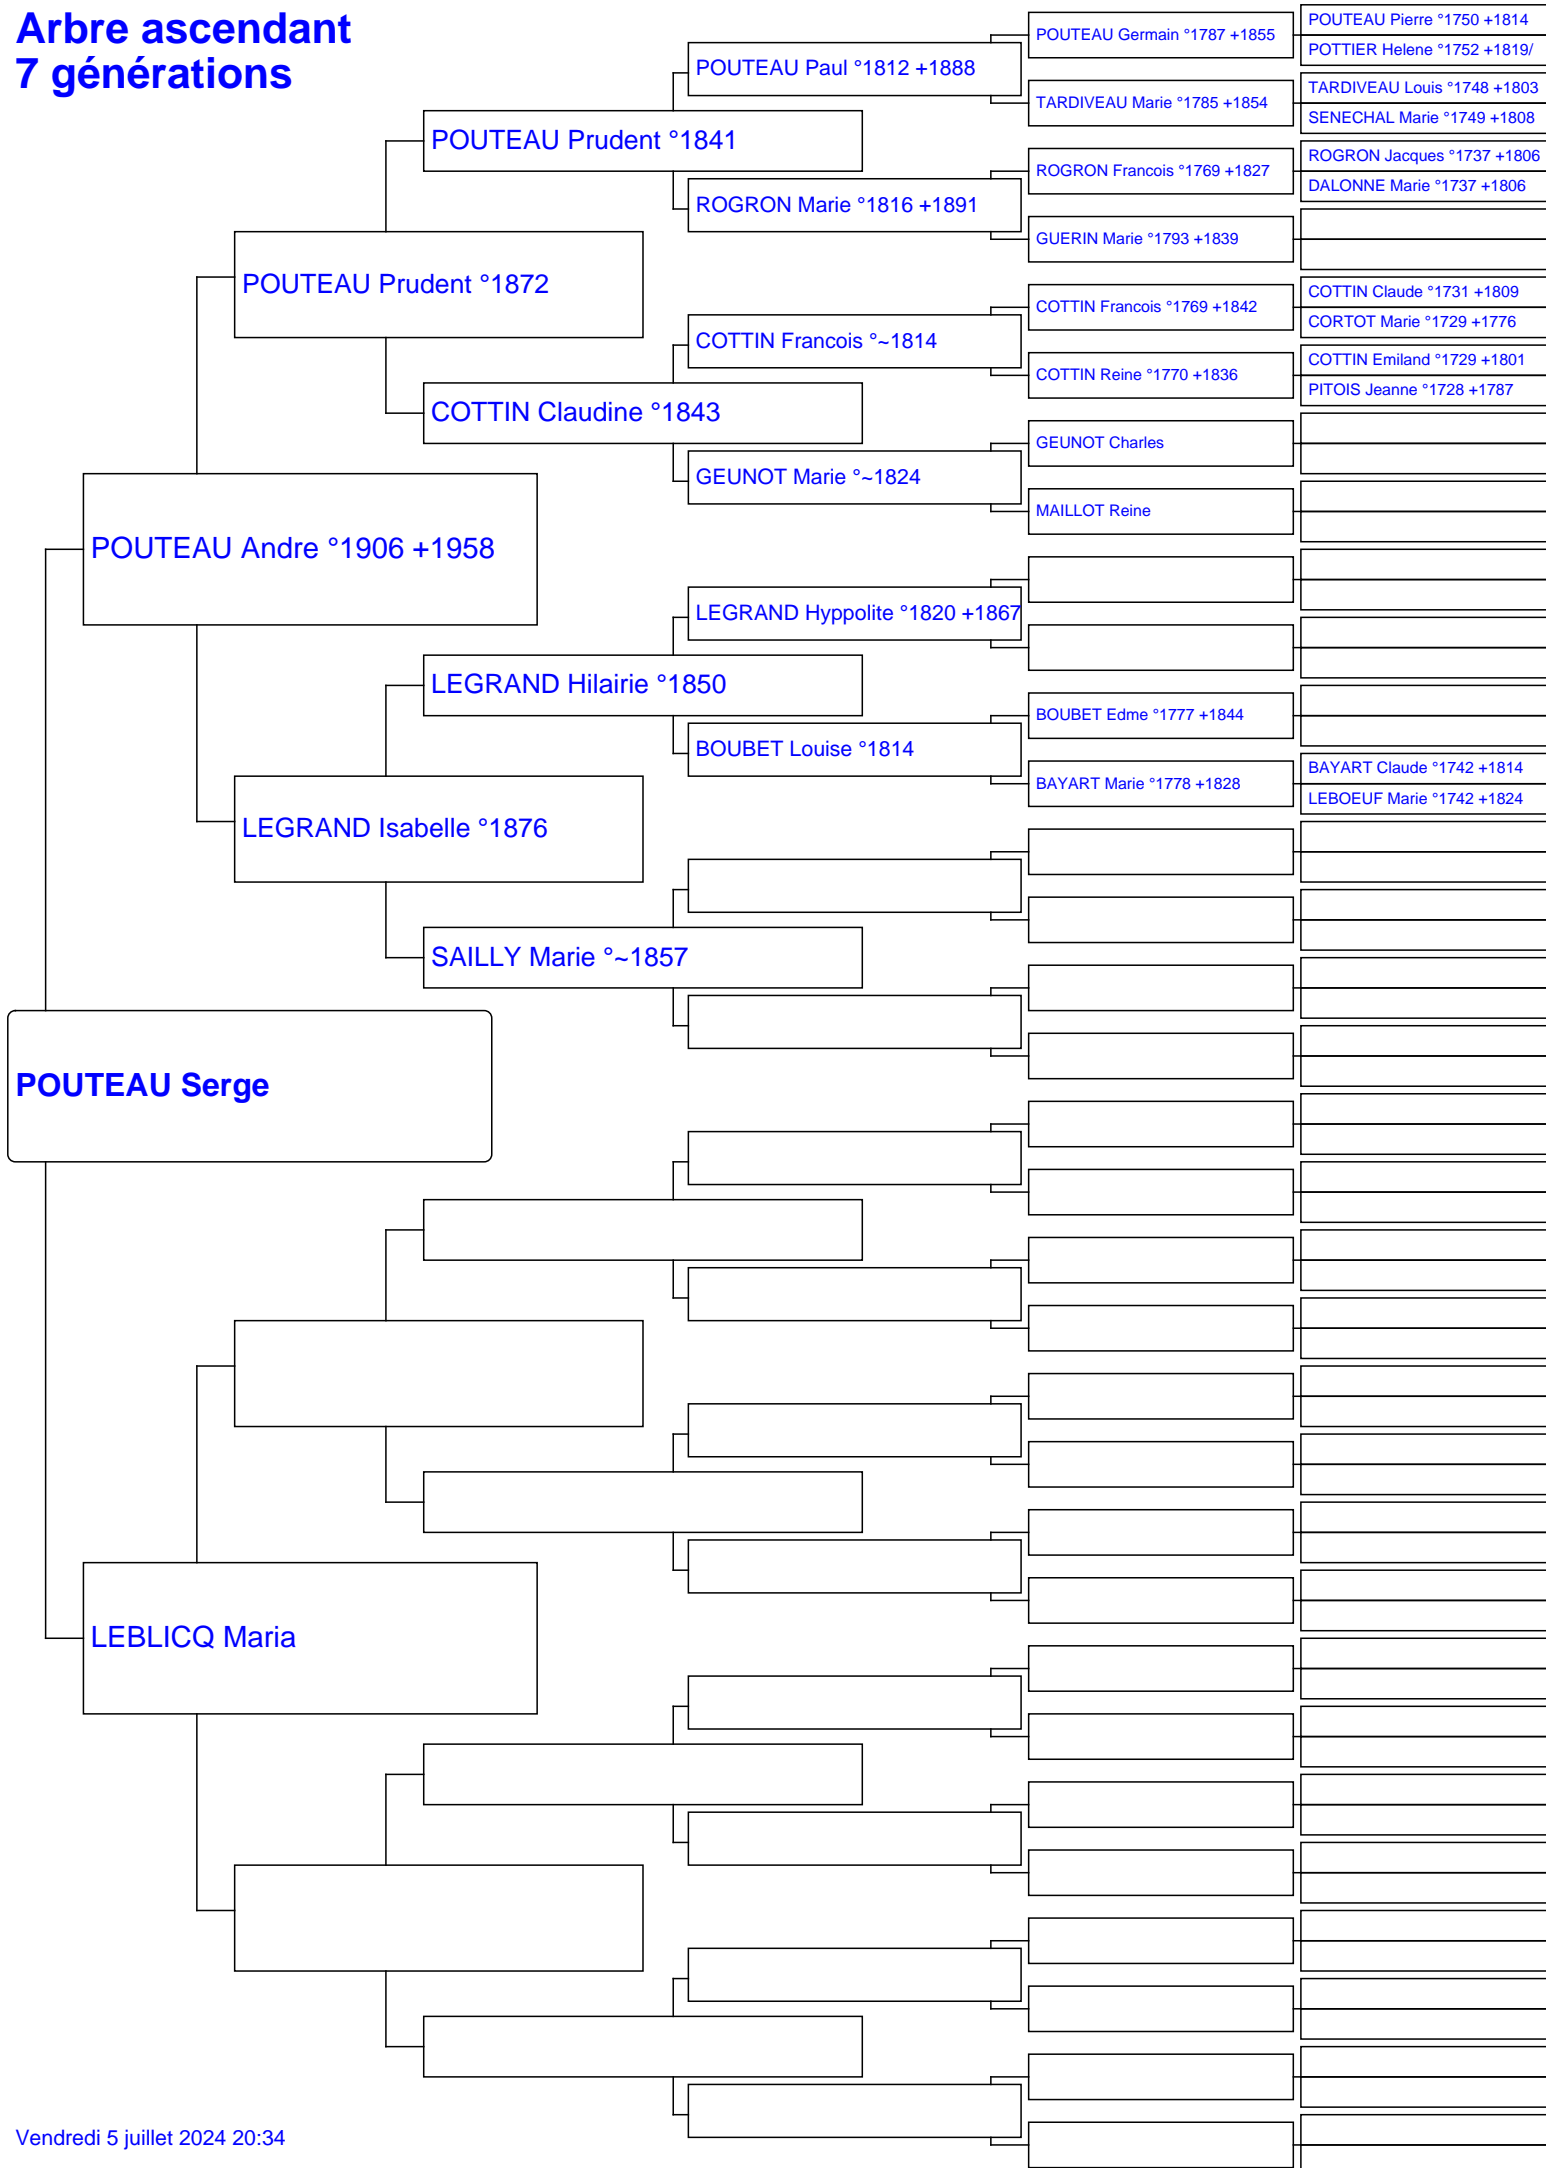 Arbre ascendant
7 générations
POUTEAU Pierre °1750 +1814
POUTEAU Germain °1787 +1855
POTTIER Helene °1752 +1819/
POUTEAU Paul °1812 +1888
TARDIVEAU Louis °1748 +1803
TARDIVEAU Marie °1785 +1854
SENECHAL Marie °1749 +1808
POUTEAU Prudent °1841
ROGRON Jacques °1737 +1806
ROGRON Francois °1769 +1827
DALONNE Marie °1737 +1806
ROGRON Marie °1816 +1891
GUERIN Marie °1793 +1839
POUTEAU Prudent °1872
COTTIN Claude °1731 +1809
COTTIN Francois °1769 +1842
CORTOT Marie °1729 +1776
COTTIN Francois °~1814
COTTIN Emiland °1729 +1801
COTTIN Reine °1770 +1836
PITOIS Jeanne °1728 +1787
COTTIN Claudine °1843
GEUNOT Charles
GEUNOT Marie °~1824
MAILLOT Reine
POUTEAU Andre °1906 +1958
LEGRAND Hyppolite °1820 +1867
LEGRAND Hilairie °1850
BOUBET Edme °1777 +1844
BOUBET Louise °1814
BAYART Claude °1742 +1814
BAYART Marie °1778 +1828
LEBOEUF Marie °1742 +1824
LEGRAND Isabelle °1876
SAILLY Marie °~1857
POUTEAU Serge
LEBLICQ Maria
Vendredi 5 juillet 2024 20:34